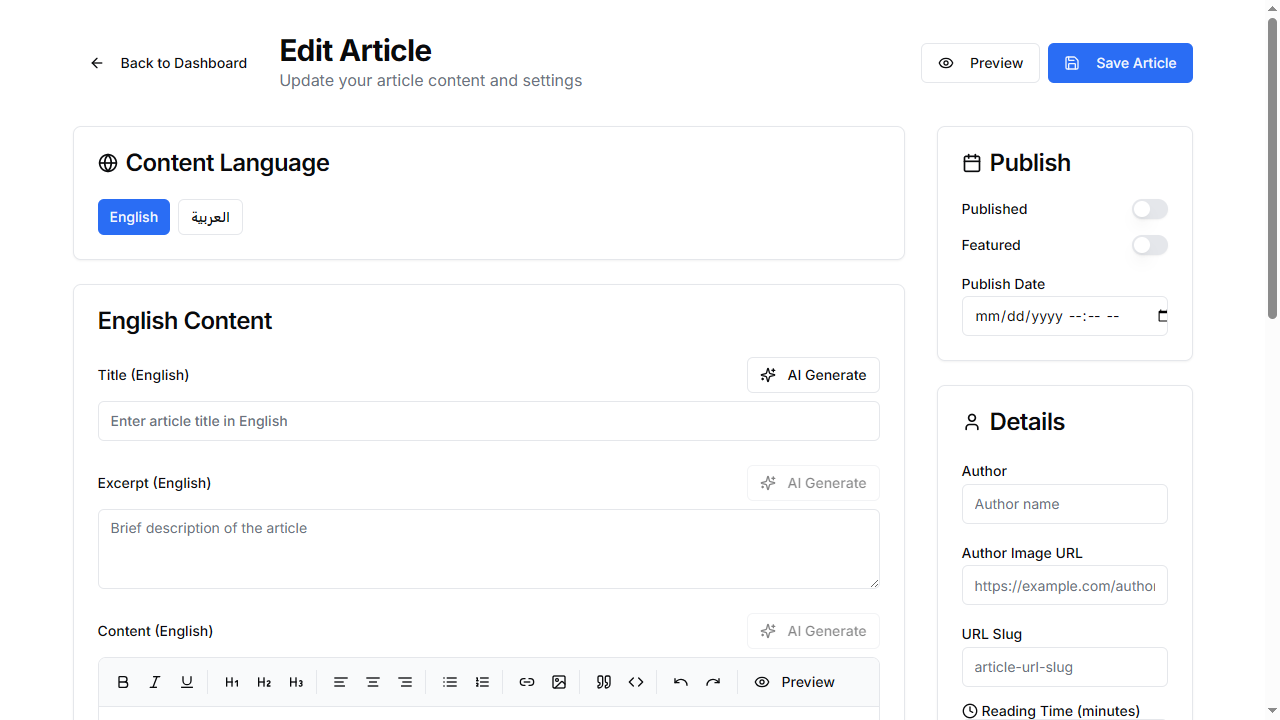 Back to Dashboard
Edit Article
Update your article content and settings
Preview
Save Article
Content Language
English
العربية
English Content
Title (English)
AI Generate
Enter article title in English
Excerpt (English)
AI Generate
Brief description of the article
Content (English)
AI Generate
B I U H1 H2 H3 Preview
Publish
Published
Featured
Publish Date
mm/dd/yyyy --:-- --
Details
Author
Author name
Author Image URL
https://example.com/author
URL Slug
article-url-slug
Reading Time (minutes)